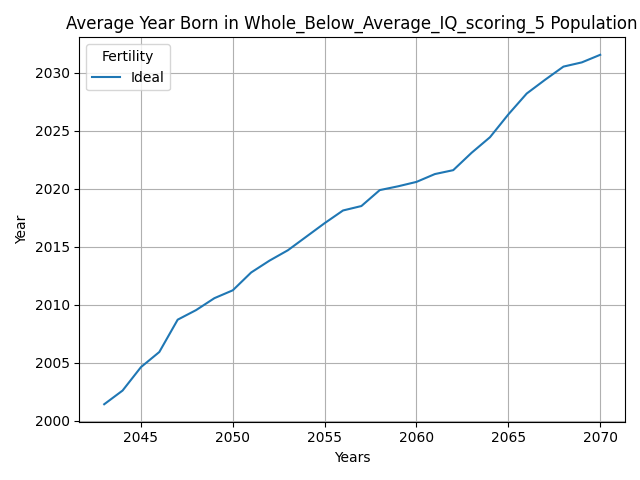 Average Year Born in Whole_Below_Average_IQ_scoring_5 Population
Fertility
Ideal
2030
2025
2020
2015
2010
2005
2000
Year
2045 2050 2055 2060 2065 2070
Years